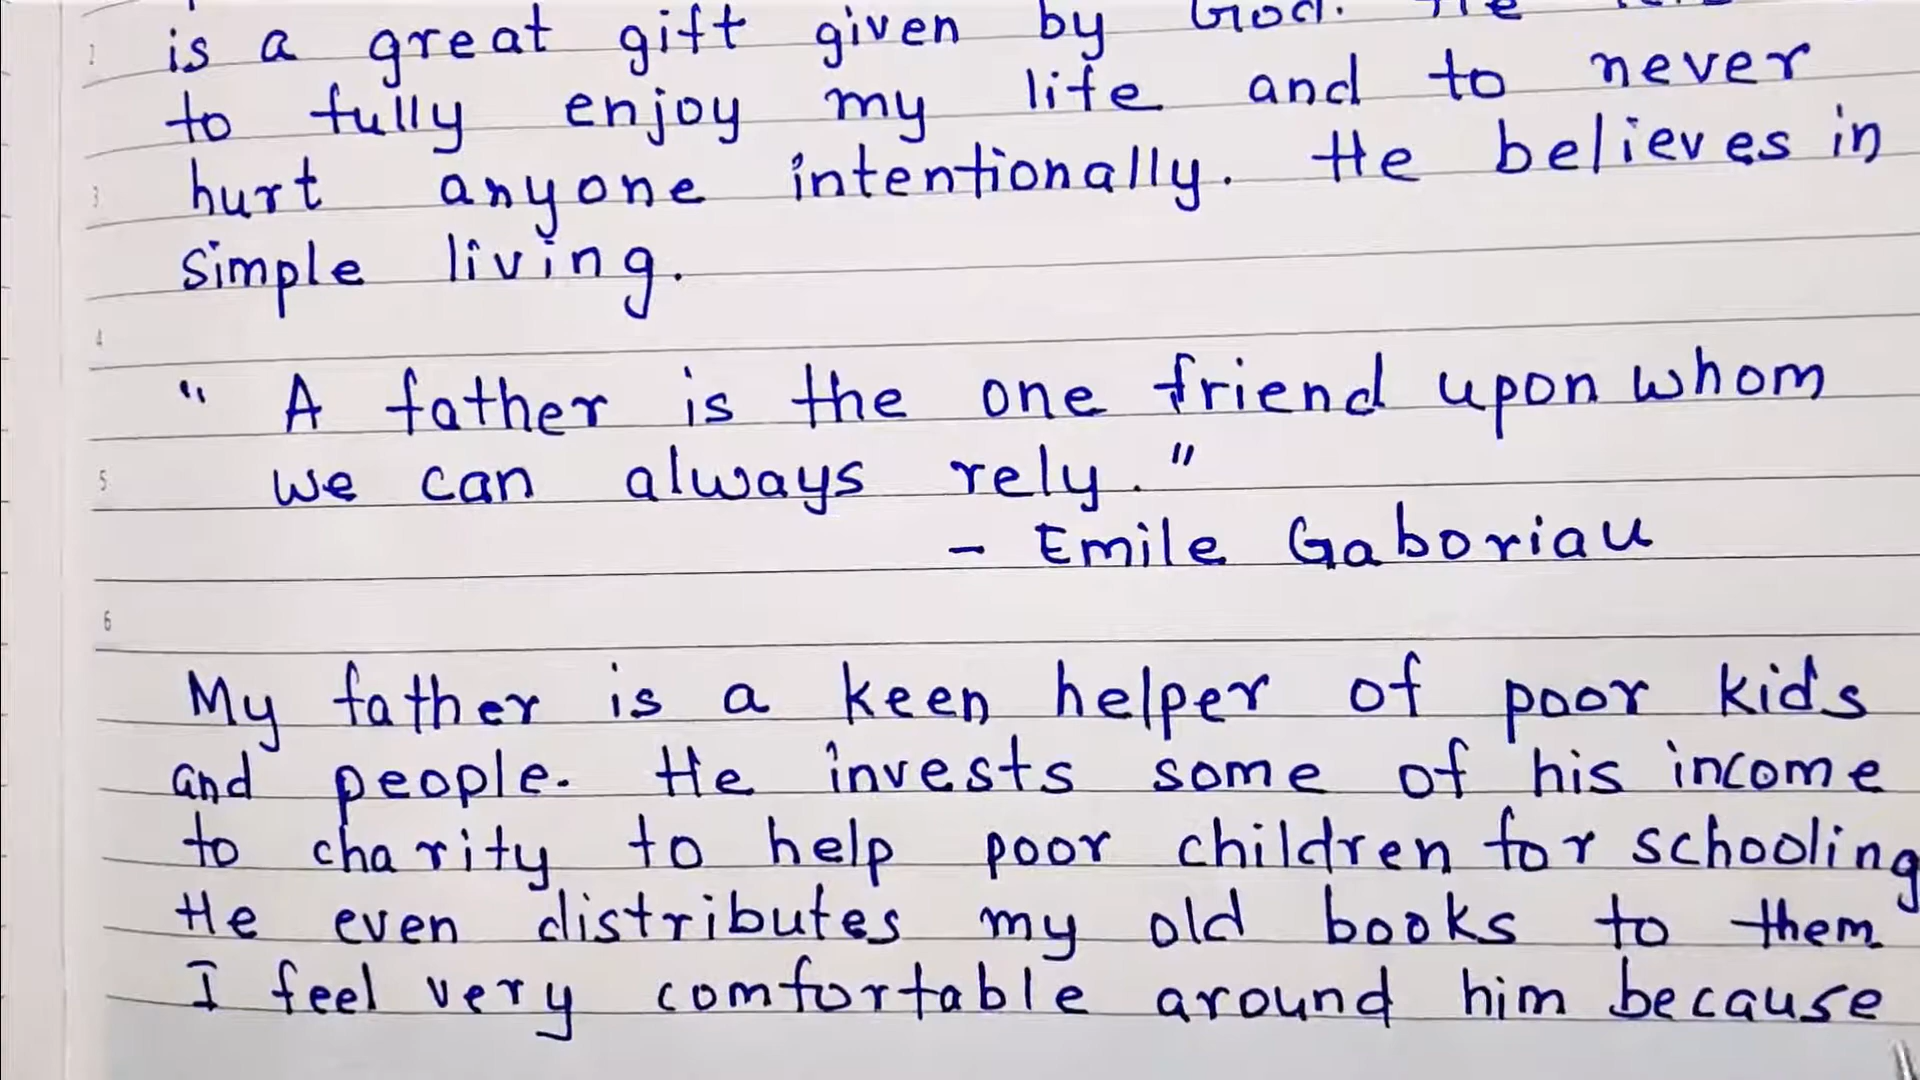 is a great gift given by God. He
to fully enjoy my life and to never
hurt anyone intentionally. He believes in
simple living.
" A father is the one friend upon whom
we can always rely."
- Emile Gaboriau
My father is a keen helper of poor kids
and people. He invests some of his income
to charity to help poor children for schooling
He even distributes my old books to them
I feel very comfortable around him because